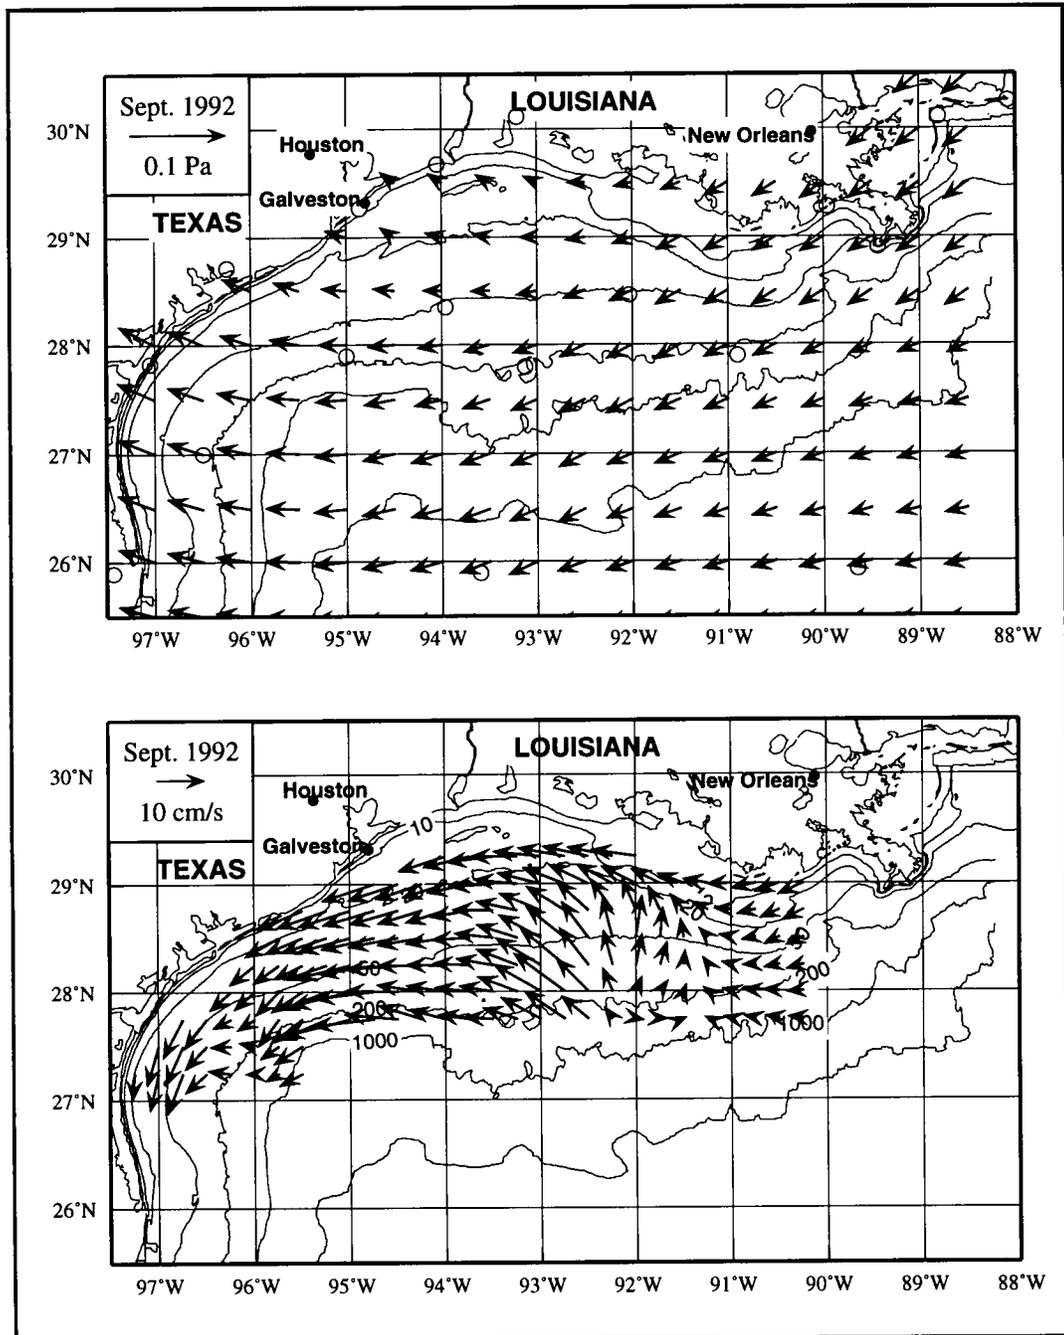 Sept. 1992
0.1 Pa
LOUISIANA
New Orleans
Houston
Galveston
TEXAS
30°N
29°N
28°N
27°N
26°N
97°W 96°W 95°W 94°W 93°W 92°W 91°W 90°W 89°W 88°W
Sept. 1992
10 cm/s
LOUISIANA
New Orleans
Houston
10
Galveston
TEXAS
30°N
29°N
50
200
28°N
200
1000
1000
27°N
26°N
97°W 96°W 95°W 94°W 93°W 92°W 91°W 90°W 89°W 88°W